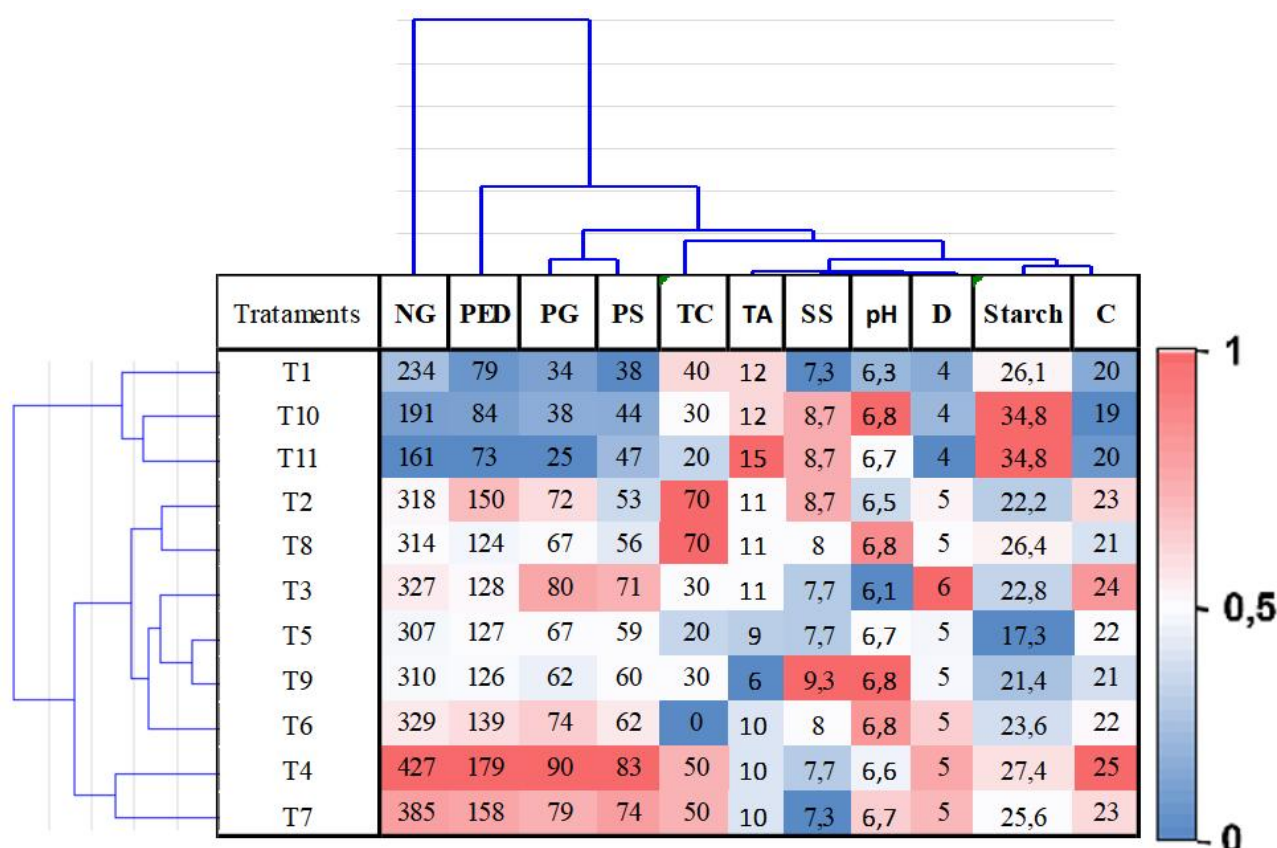 Trataments NG PED PG PS TC TA SS pH D Starch C
T1 234 79 34 38 40 12 7,3 6,3 4 26,1 20
T10 191 84 38 44 30 12 8,7 6,8 4 34,8 19
T11 161 73 25 47 20 15 8,7 6,7 4 34,8 20
T2 318 150 72 53 70 11 8,7 6,5 5 22,2 23
T8 314 124 67 56 70 11 8 6,8 5 26,4 21
T3 327 128 80 71 30 11 7,7 6,1 6 22,8 24
T5 307 127 67 59 20 9 7,7 6,7 5 17,3 22
T9 310 126 62 60 30 6 9,3 6,8 5 21,4 21
T6 329 139 74 62 0 10 8 6,8 5 23,6 22
T4 427 179 90 83 50 10 7,7 6,6 5 27,4 25
T7 385 158 79 74 50 10 7,3 6,7 5 25,6 23
1
0,5
0